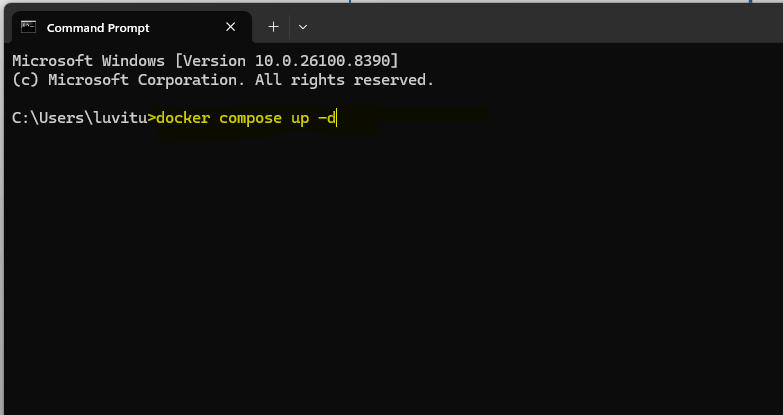 Command Prompt
Microsoft Windows [Version 10.0.26100.8390]
(c) Microsoft Corporation. All rights reserved.
C:\Users\luvitu>docker compose up -d